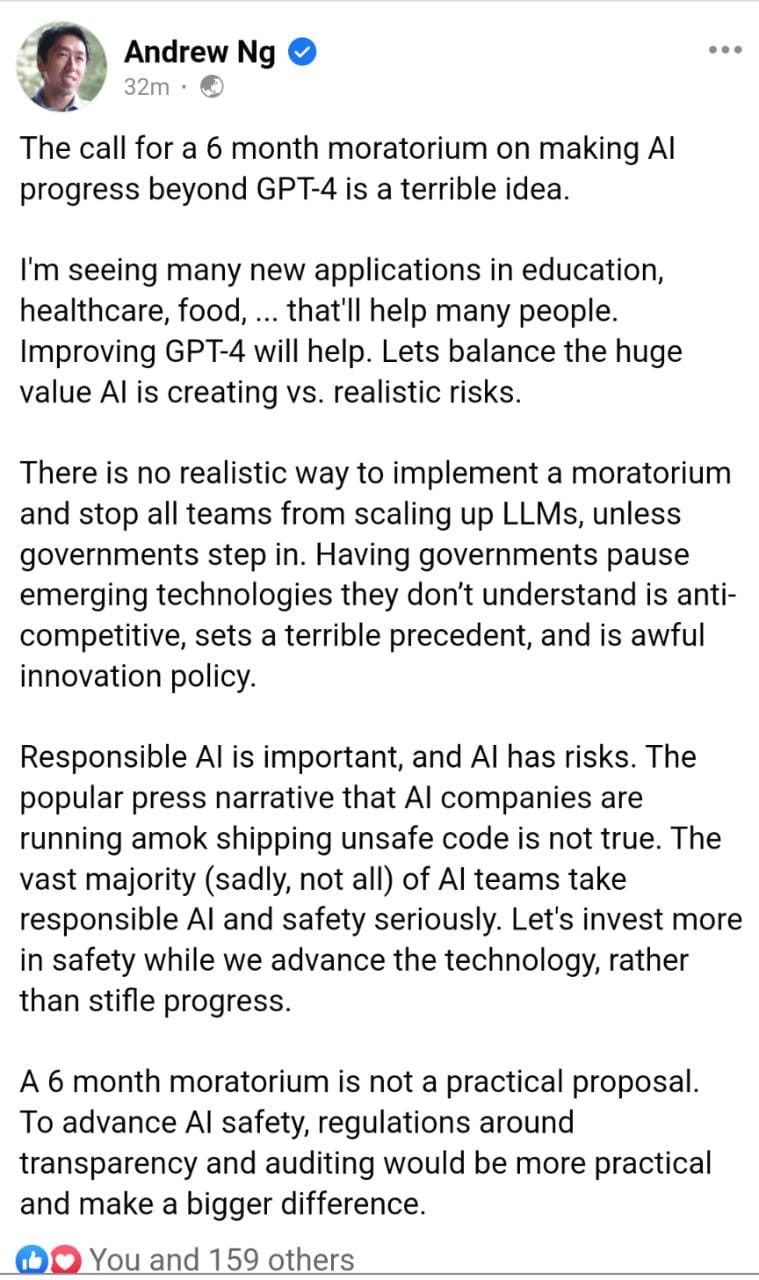 Andrew Ng
32m ·
The call for a 6 month moratorium on making AI
progress beyond GPT-4 is a terrible idea.
I'm seeing many new applications in education,
healthcare, food, ... that'll help many people.
Improving GPT-4 will help. Lets balance the huge
value AI is creating vs. realistic risks.
There is no realistic way to implement a moratorium
and stop all teams from scaling up LLMs, unless
governments step in. Having governments pause
emerging technologies they don’t understand is anti-
competitive, sets a terrible precedent, and is awful
innovation policy.
Responsible AI is important, and AI has risks. The
popular press narrative that AI companies are
running amok shipping unsafe code is not true. The
vast majority (sadly, not all) of AI teams take
responsible AI and safety seriously. Let's invest more
in safety while we advance the technology, rather
than stifle progress.
A 6 month moratorium is not a practical proposal.
To advance AI safety, regulations around
transparency and auditing would be more practical
and make a bigger difference.
You and 159 others